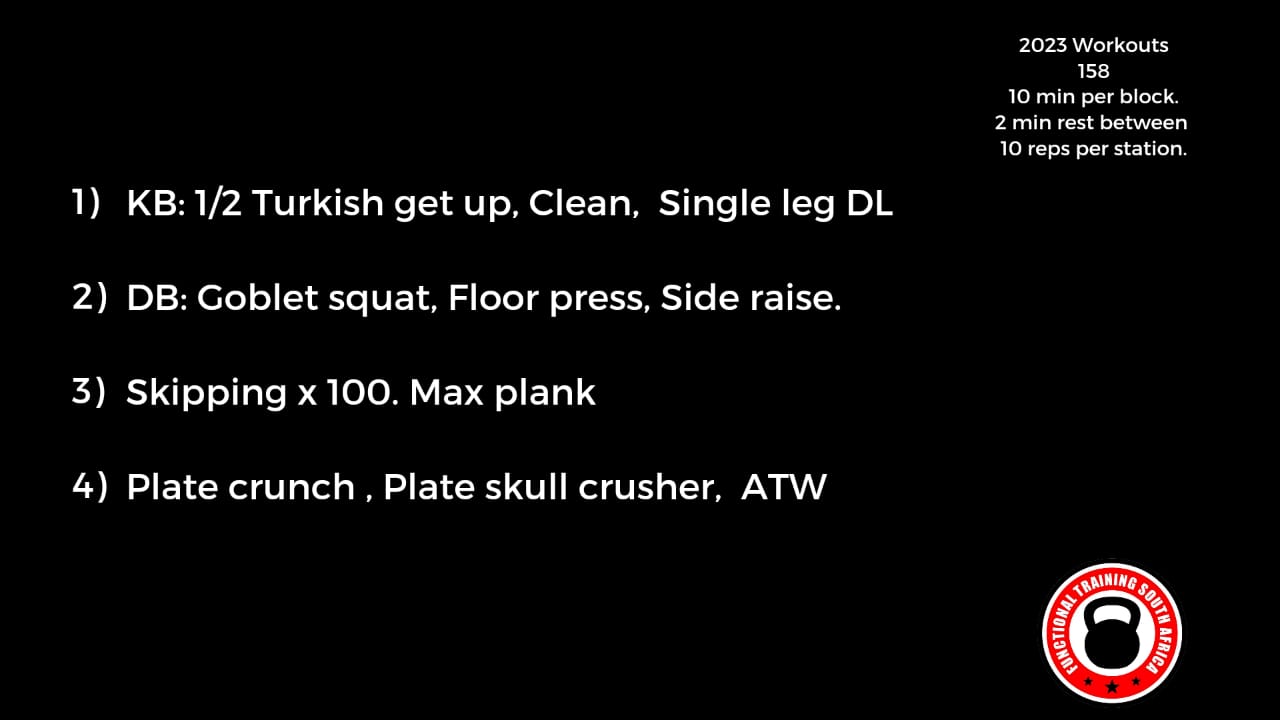 2023 Workouts
158
10 min per block.
2 min rest between
10 reps per station.
1) KB: 1/2 Turkish get up, Clean, Single leg DL
2) DB: Goblet squat, Floor press, Side raise.
3) Skipping x 100. Max plank
4) Plate crunch , Plate skull crusher, ATW
FUNCTIONAL TRAINING SOUTH AFRICA